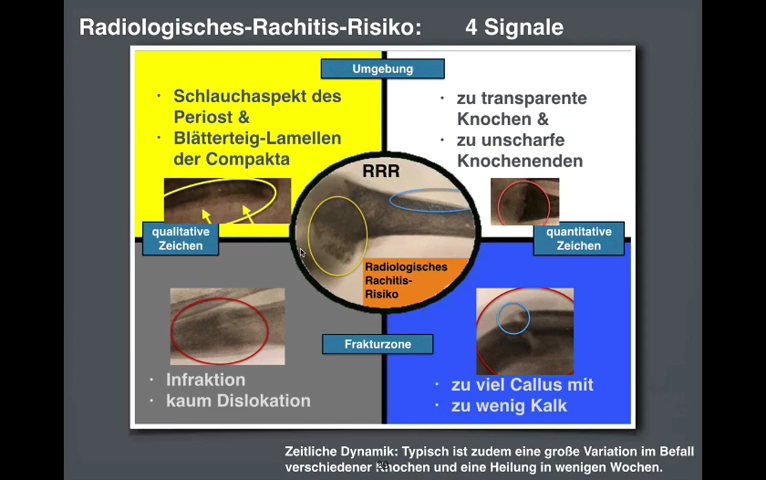 Radiologisches-Rachitis-Risiko: 4 Signale
Umgebung
· Schlauchaspekt des
Periost &
· Blätterteig-Lamellen
der Compakta
· zu transparente
Knochen &
· zu unscharfe
Knochenenden
RRR
qualitative
Zeichen
quantitative
Zeichen
Radiologisches
Rachitis-
Risiko
Frakturzone
· Infraktion
· kaum Dislokation
· zu viel Callus mit
· zu wenig Kalk
Zeitliche Dynamik: Typisch ist zudem eine große Variation im Befall
verschiedener Knochen und eine Heilung in wenigen Wochen.